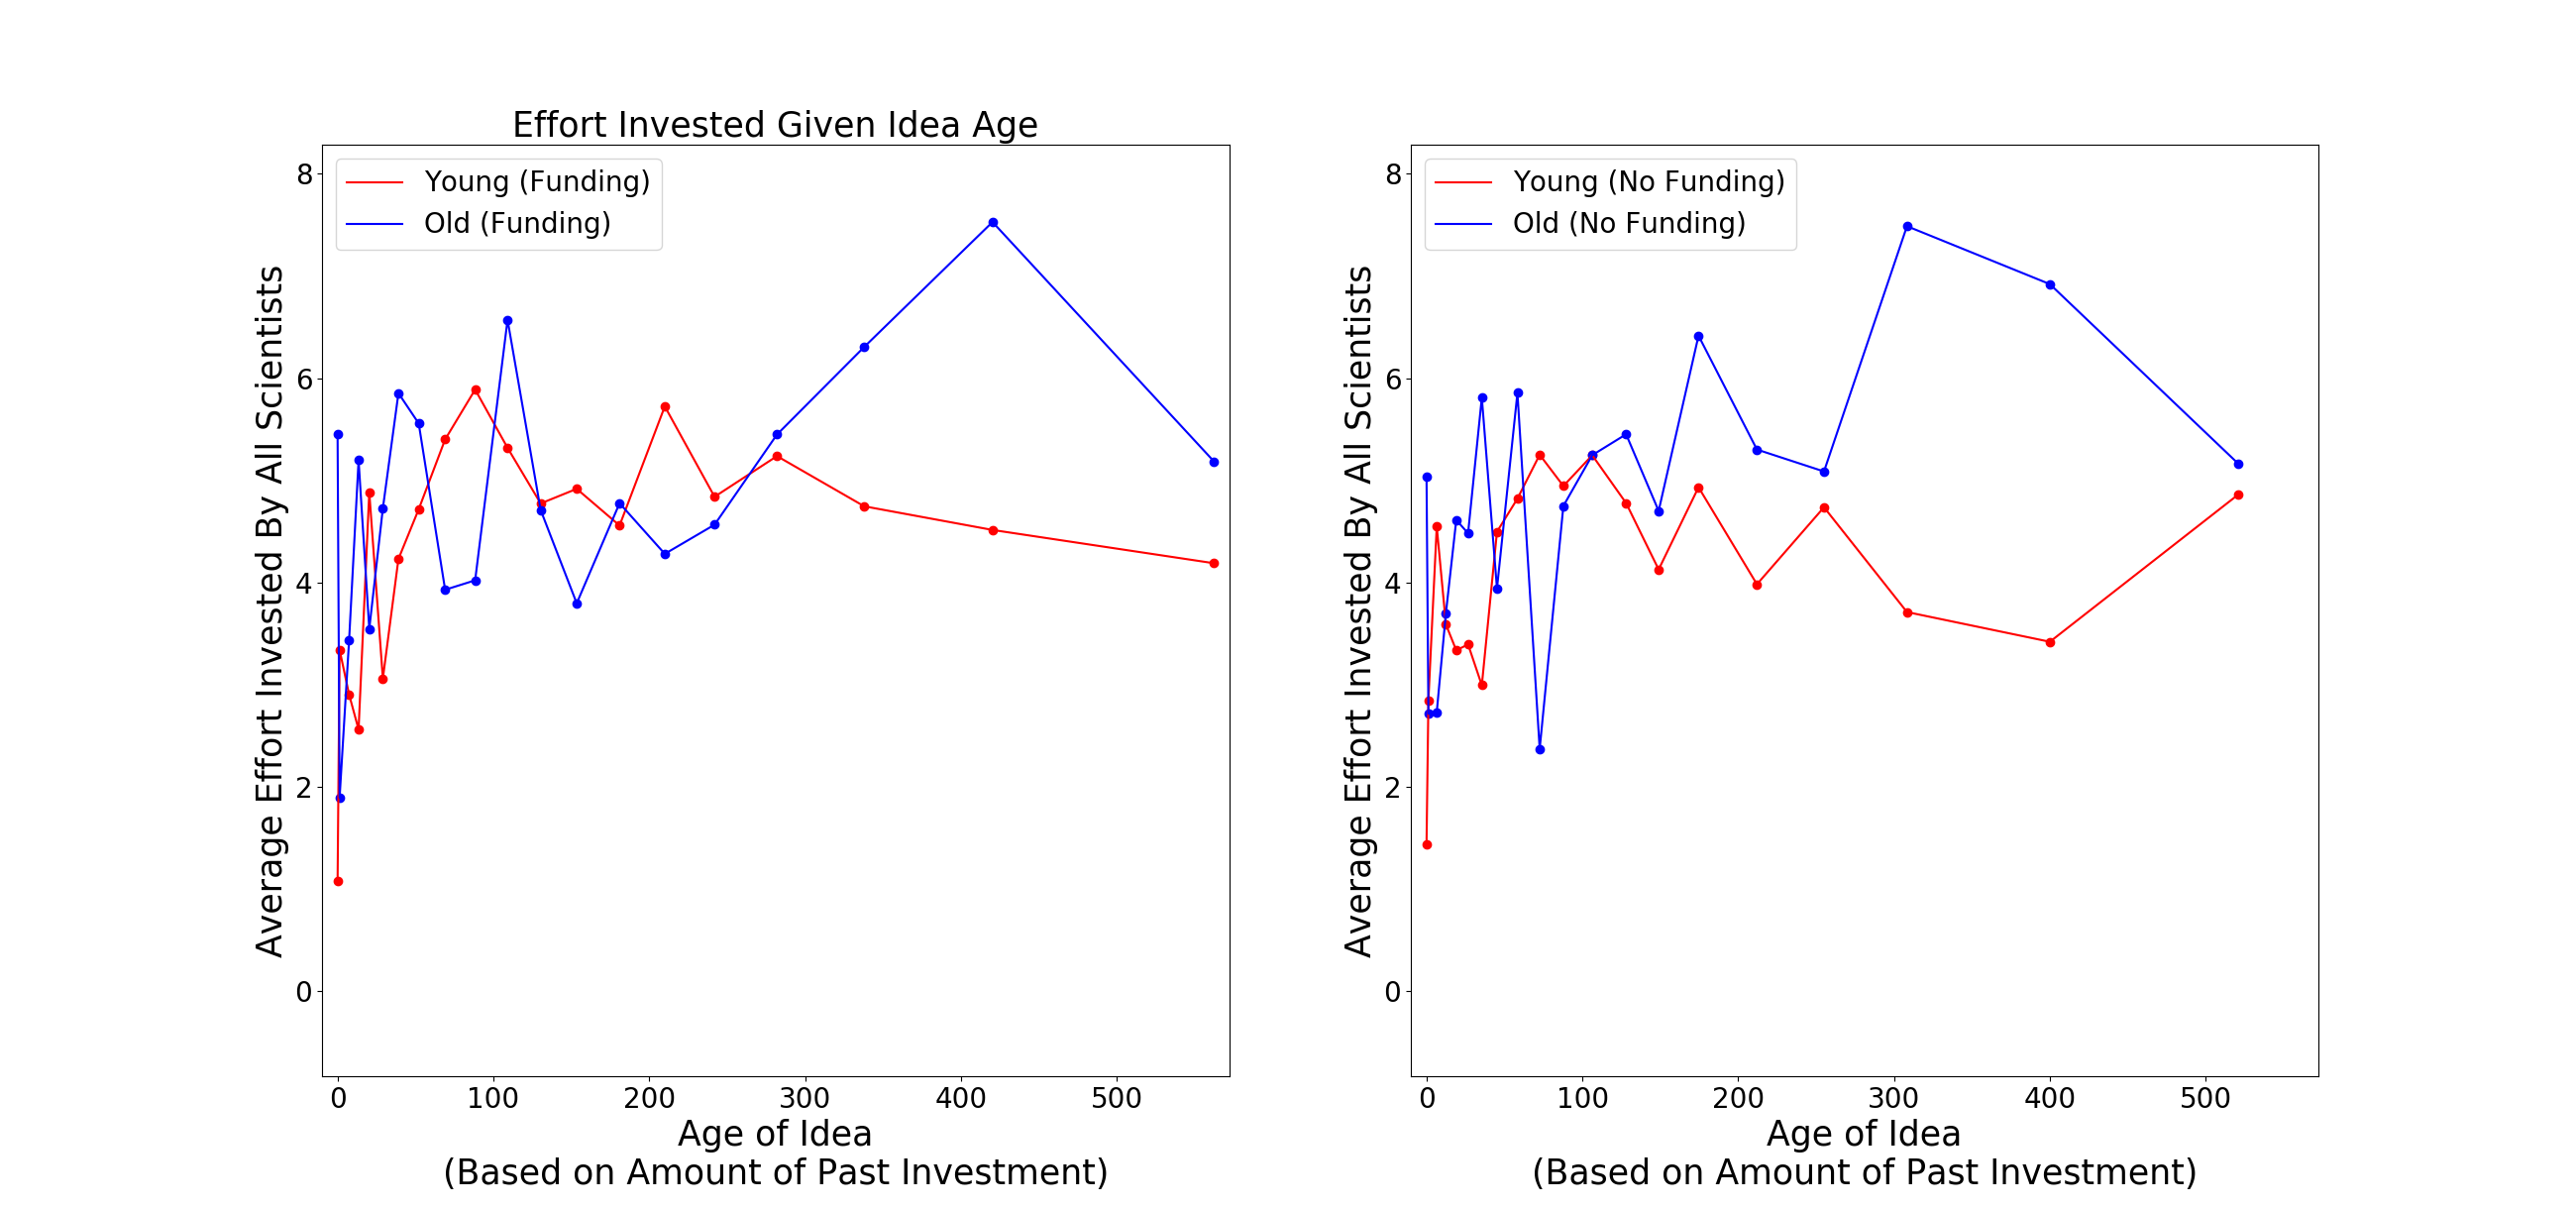 Effort Invested Given Idea Age
Young (Funding)
Old (Funding)
Average Effort Invested By All Scientists
8
6
4
2
0
0 100 200 300 400 500
Age of Idea
(Based on Amount of Past Investment)
Young (No Funding)
Old (No Funding)
Average Effort Invested By All Scientists
8
6
4
2
0
0 100 200 300 400 500
Age of Idea
(Based on Amount of Past Investment)